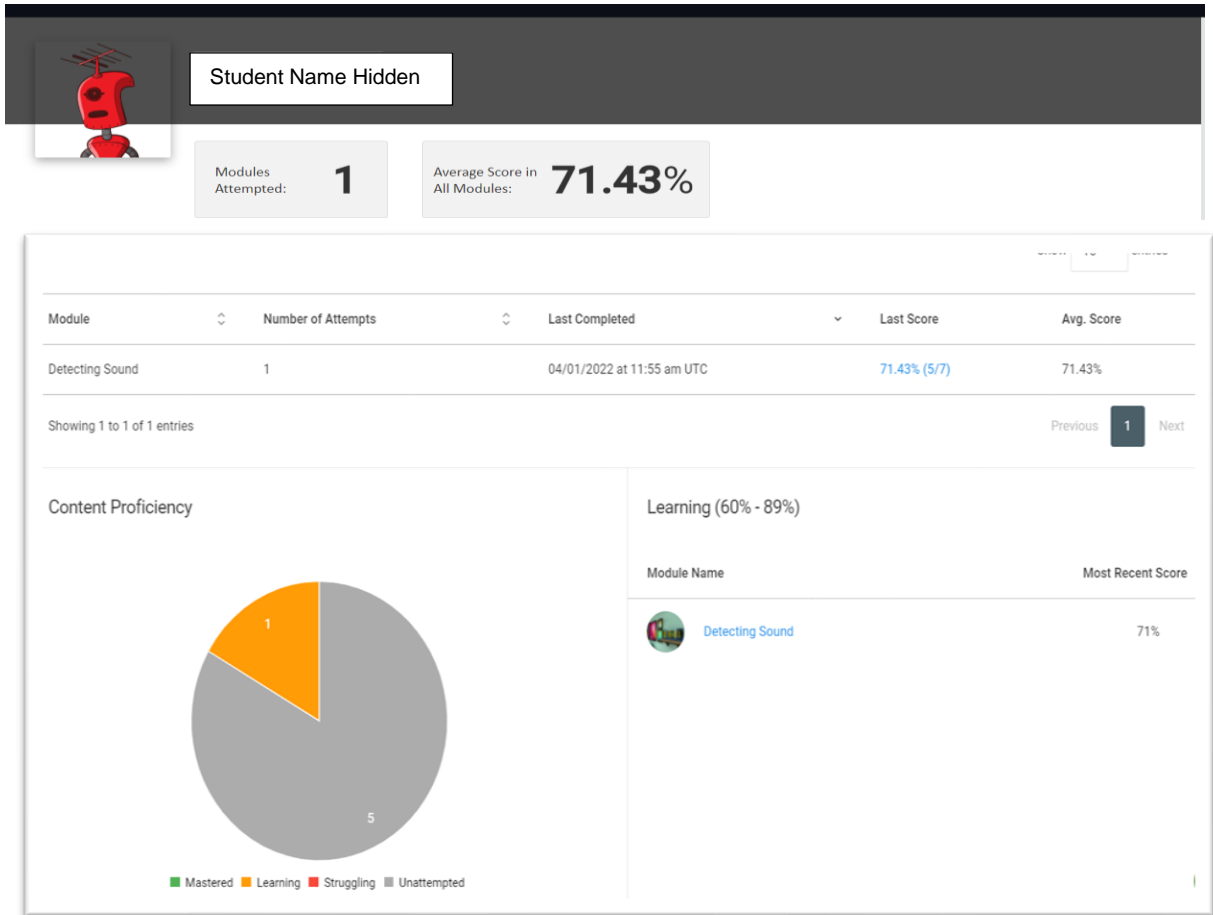 Student Name Hidden
Modules Attempted: 1
Average Score in All Modules: 71.43%
Module Number of Attempts Last Completed Last Score Avg. Score
Detecting Sound 1 04/01/2022 at 11:55 am UTC 71.43% (5/7) 71.43%
Showing 1 to 1 of 1 entries Previous 1 Next
Content Proficiency
1
5
Mastered Learning Struggling Unattempted
Learning (60% - 89%)
Module Name Most Recent Score
Detecting Sound 71%